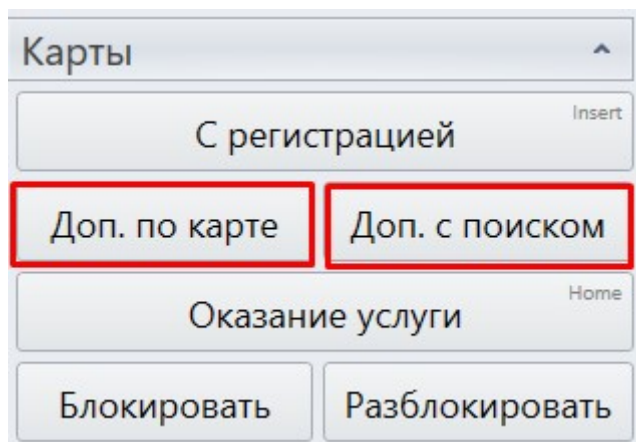 Карты
С регистрацией Insert
Доп. по карте Доп. с поиском
Оказание услуги Home
Блокировать Разблокировать